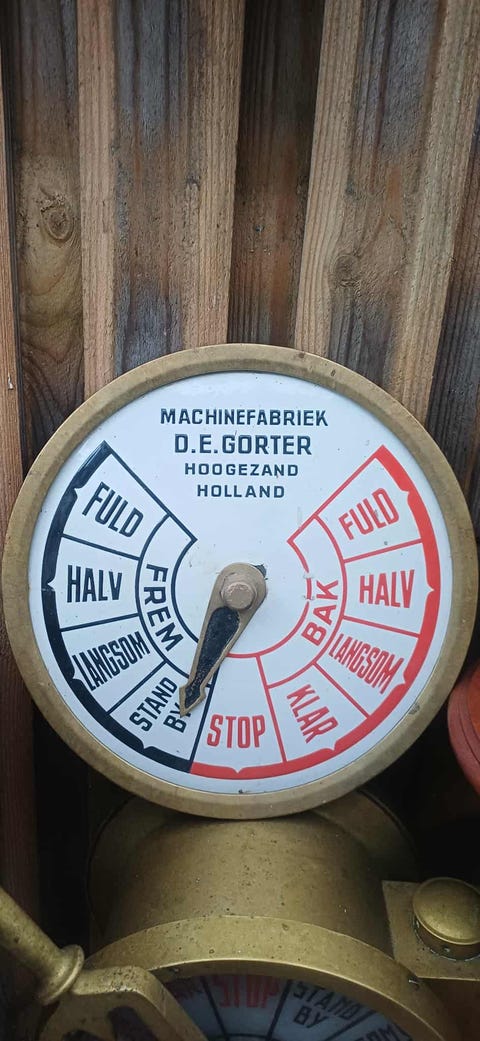 MACHINEFABRIEK
D.E.GORTER
HOOGEZAND
HOLLAND
FULD
HALV
LANGSOM
STAND
BY
FREM
STOP
KLAR
LANGSOM
HALV
FULD
BAK
STOP
STAND
BY